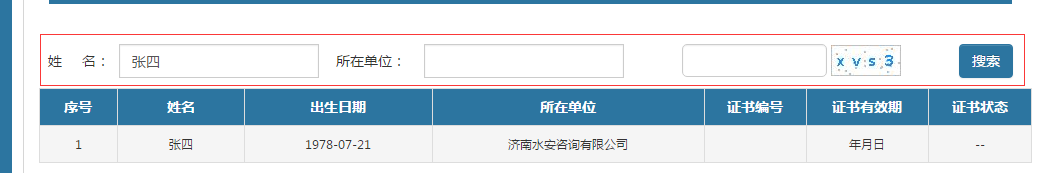 姓 名： 张四 所在单位： xvs3 搜索
序号 姓名 出生日期 所在单位 证书编号 证书有效期 证书状态
1 张四 1978-07-21 济南水安咨询有限公司 年月日 --